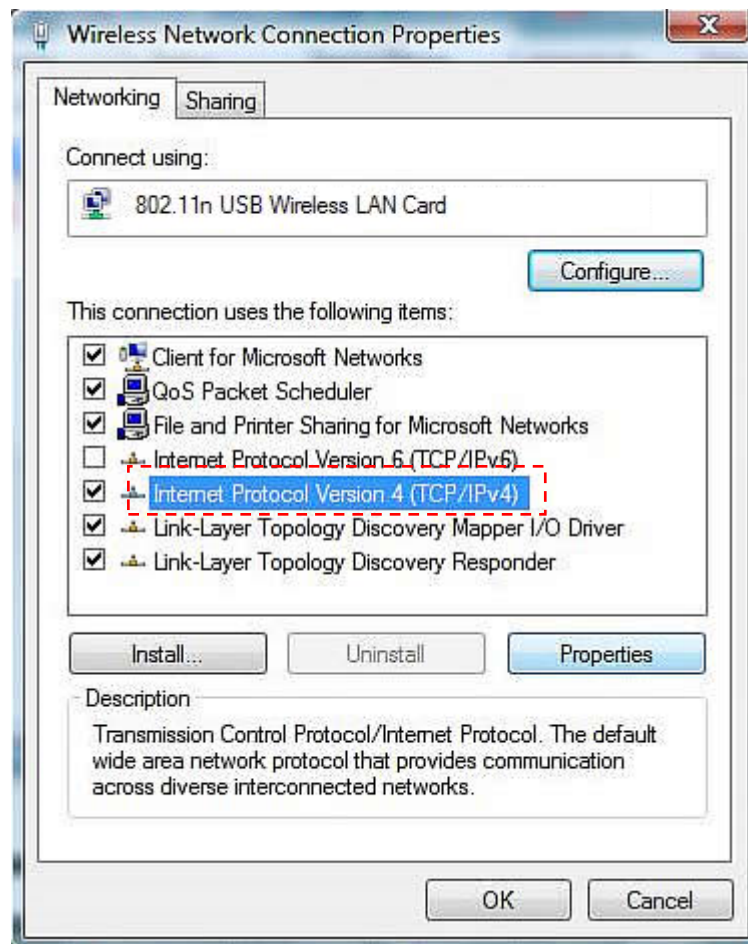 Wireless Network Connection Properties
Networking Sharing
Connect using:
802.11n USB Wireless LAN Card
Configure...
This connection uses the following items:
Client for Microsoft Networks
QoS Packet Scheduler
File and Printer Sharing for Microsoft Networks
Internet Protocol Version 6 (TCP/IPv6)
Internet Protocol Version 4 (TCP/IPv4)
Link-Layer Topology Discovery Mapper I/O Driver
Link-Layer Topology Discovery Responder
Install... Uninstall Properties
Description
Transmission Control Protocol/Internet Protocol. The default
wide area network protocol that provides communication
across diverse interconnected networks.
OK Cancel